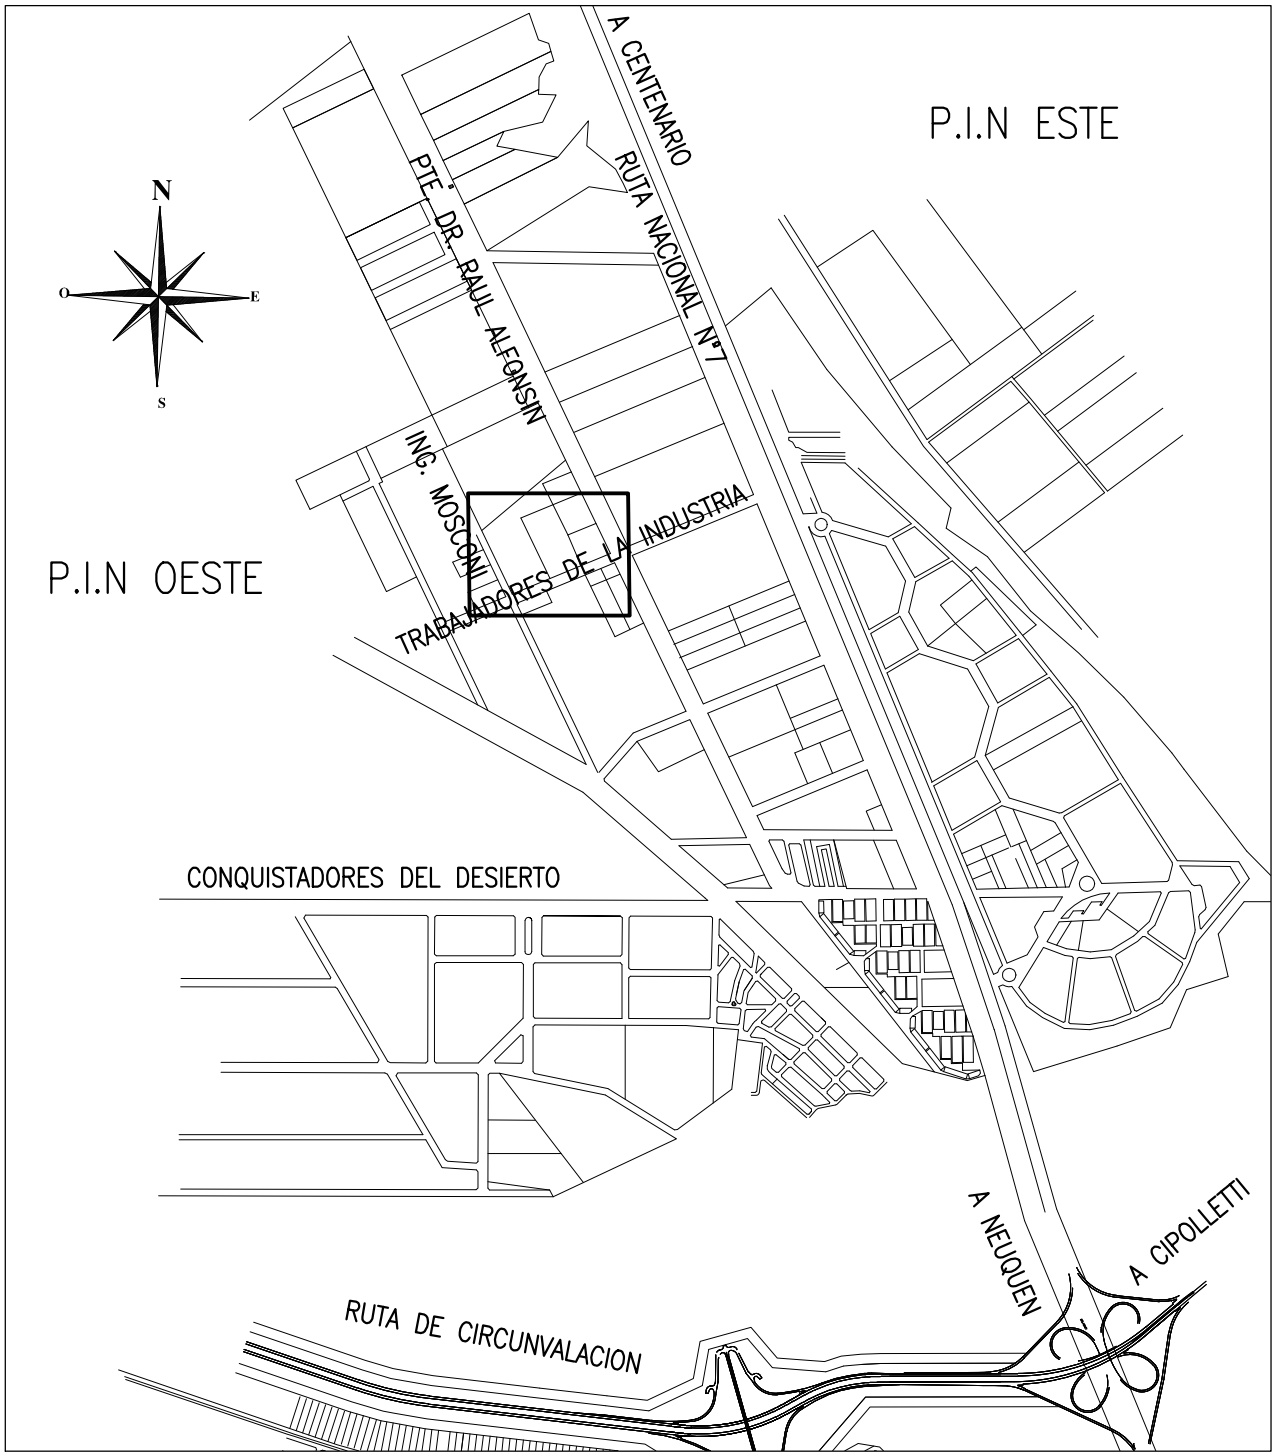 A CENTENARIO
P.I.N ESTE
PTE. DR. RAUL ALFONSIN
RUTA NACIONAL N°7
N
O
E
S
ING. MOSCONI
TRABAJADORES DE LA INDUSTRIA
P.I.N OESTE
CONQUISTADORES DEL DESIERTO
A NEUQUEN
A CIPOLLETTI
RUTA DE CIRCUNVALACION